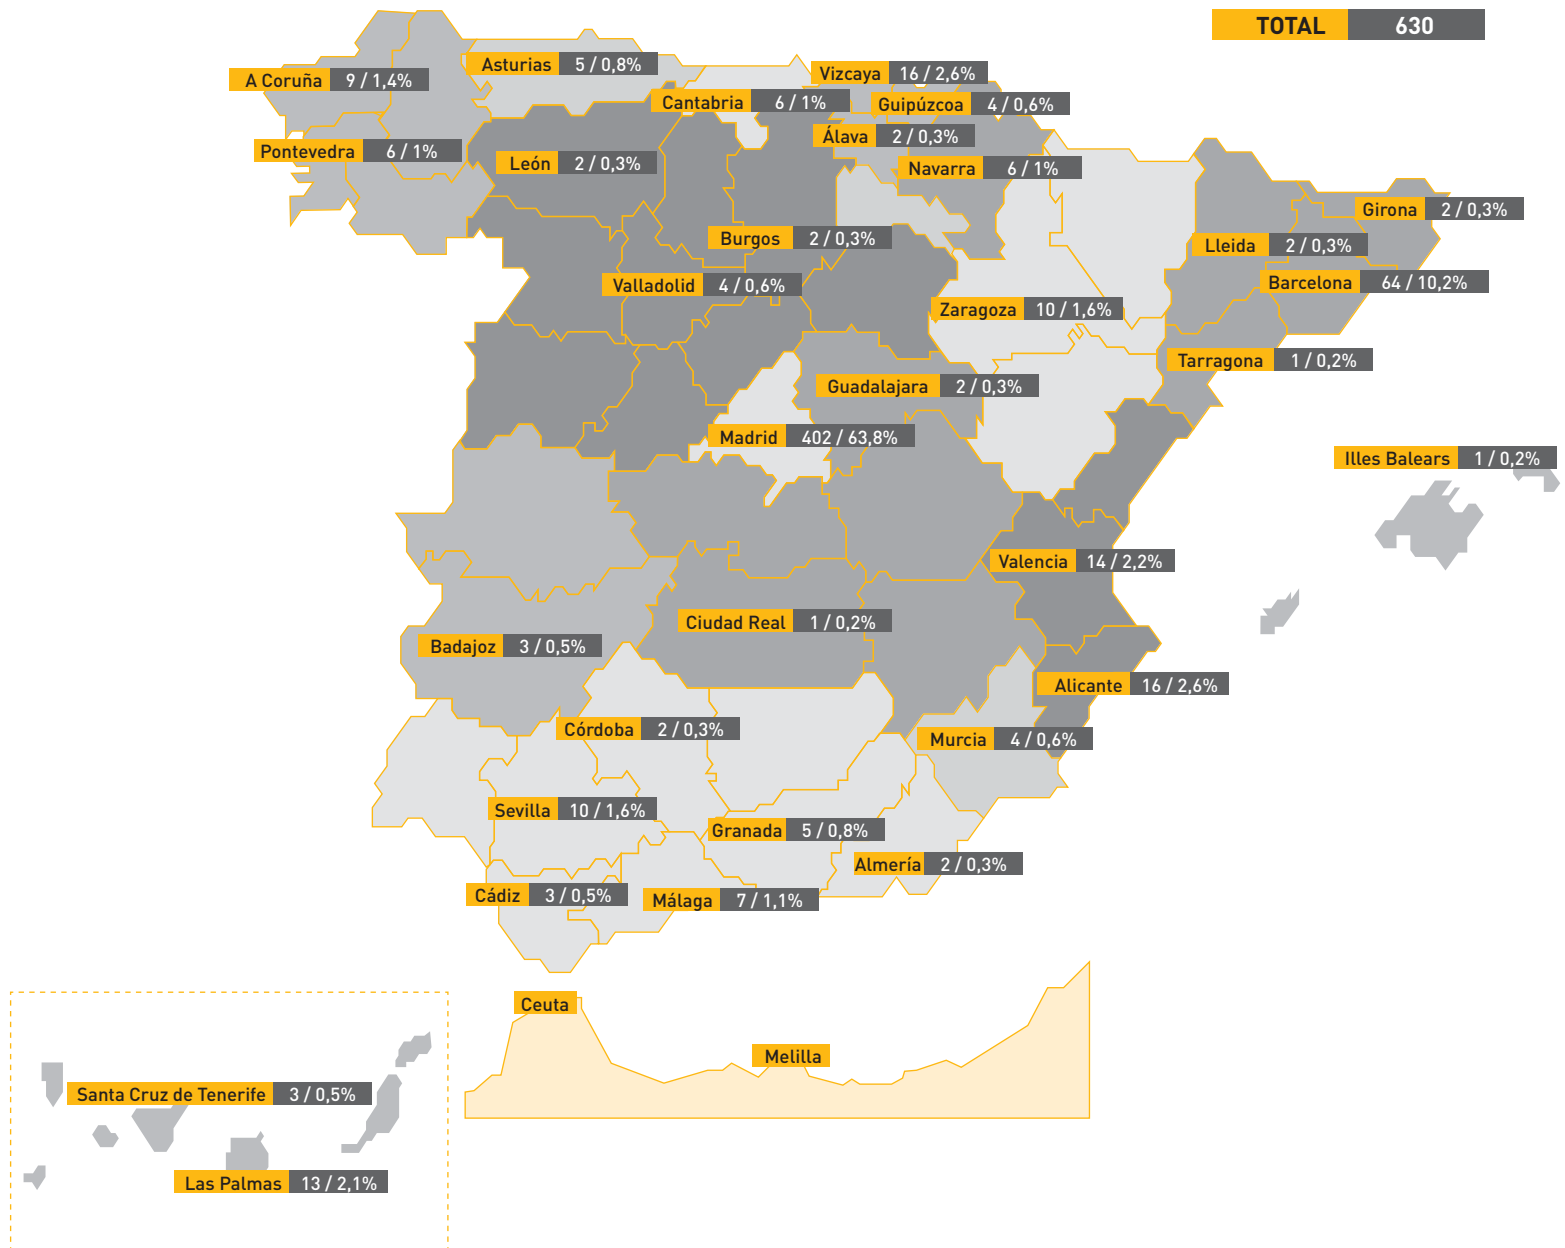 TOTAL 630
A Coruña 9 / 1,4%
Asturias 5 / 0,8%
Vizcaya 16 / 2,6%
Cantabria 6 / 1%
Guipúzcoa 4 / 0,6%
Álava 2 / 0,3%
Pontevedra 6 / 1%
León 2 / 0,3%
Navarra 6 / 1%
Girona 2 / 0,3%
Burgos 2 / 0,3%
Lleida 2 / 0,3%
Valladolid 4 / 0,6%
Barcelona 64 / 10,2%
Zaragoza 10 / 1,6%
Tarragona 1 / 0,2%
Guadalajara 2 / 0,3%
Madrid 402 / 63,8%
Illes Balears 1 / 0,2%
Valencia 14 / 2,2%
Ciudad Real 1 / 0,2%
Badajoz 3 / 0,5%
Alicante 16 / 2,6%
Córdoba 2 / 0,3%
Murcia 4 / 0,6%
Sevilla 10 / 1,6%
Granada 5 / 0,8%
Almería 2 / 0,3%
Cádiz 3 / 0,5%
Málaga 7 / 1,1%
Ceuta
Melilla
Santa Cruz de Tenerife 3 / 0,5%
Las Palmas 13 / 2,1%